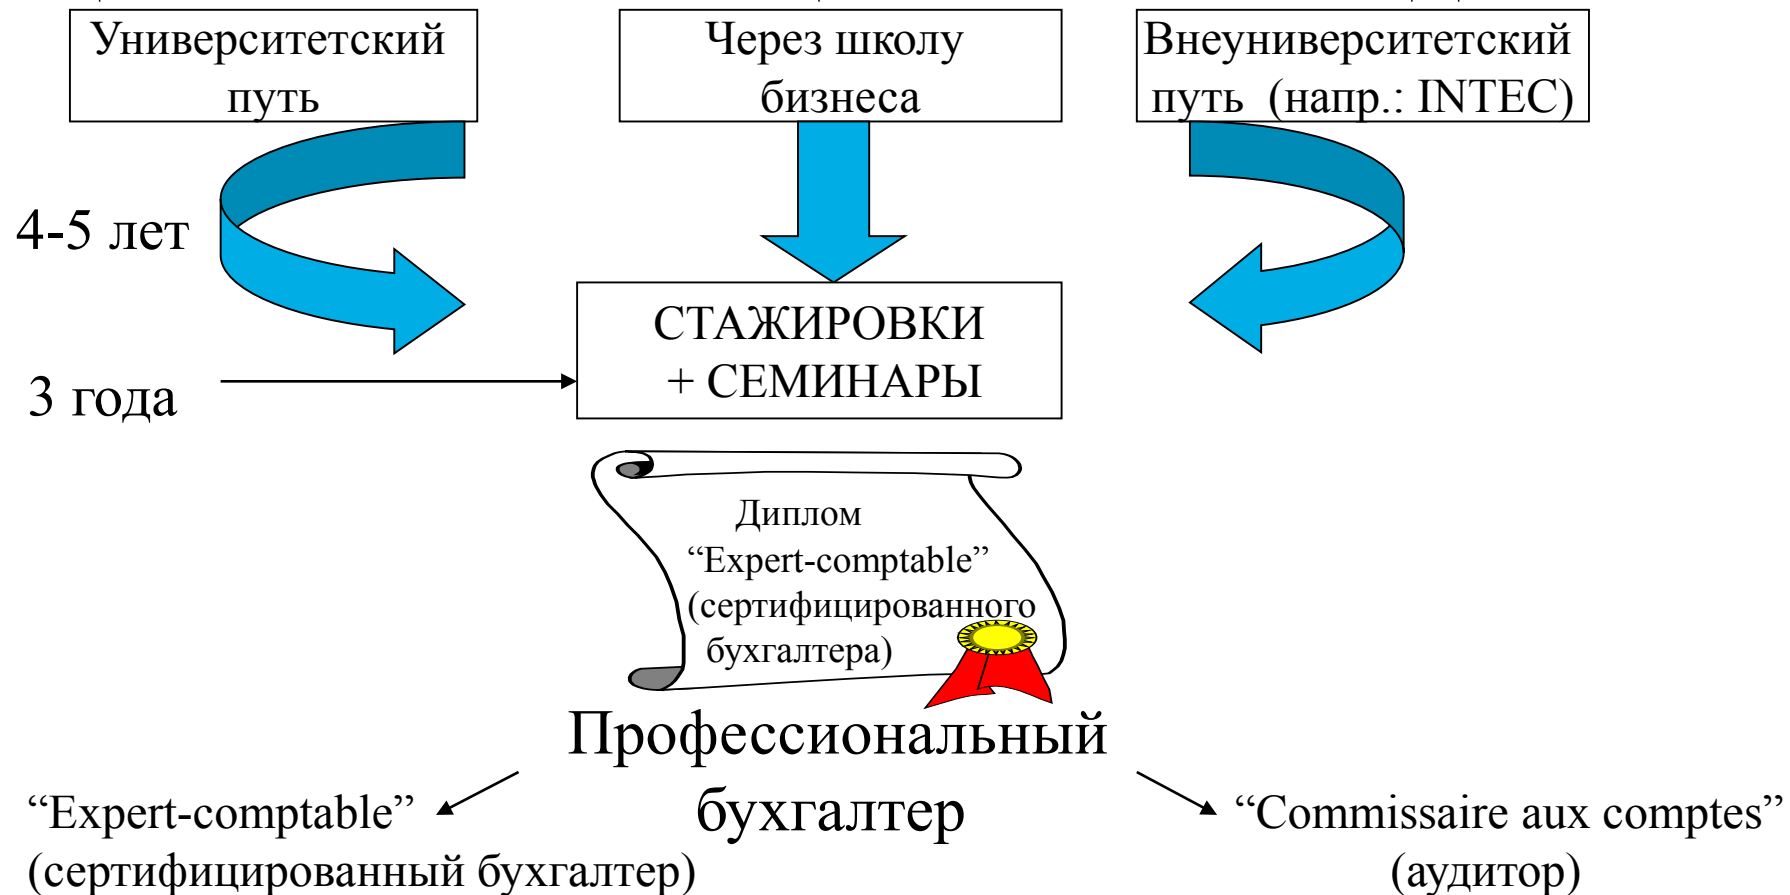 Университетский
путь
Через школу
бизнеса
Внеуниверситетский
путь (напр.: INTEC)
4-5 лет
СТАЖИРОВКИ
+ СЕМИНАРЫ
3 года
Диплом
“Expert-comptable”
(сертифицированного
бухгалтера)
Профессиональный
бухгалтер
“Expert-comptable”
(сертифицированный бухгалтер)
“Commissaire aux comptes”
(аудитор)